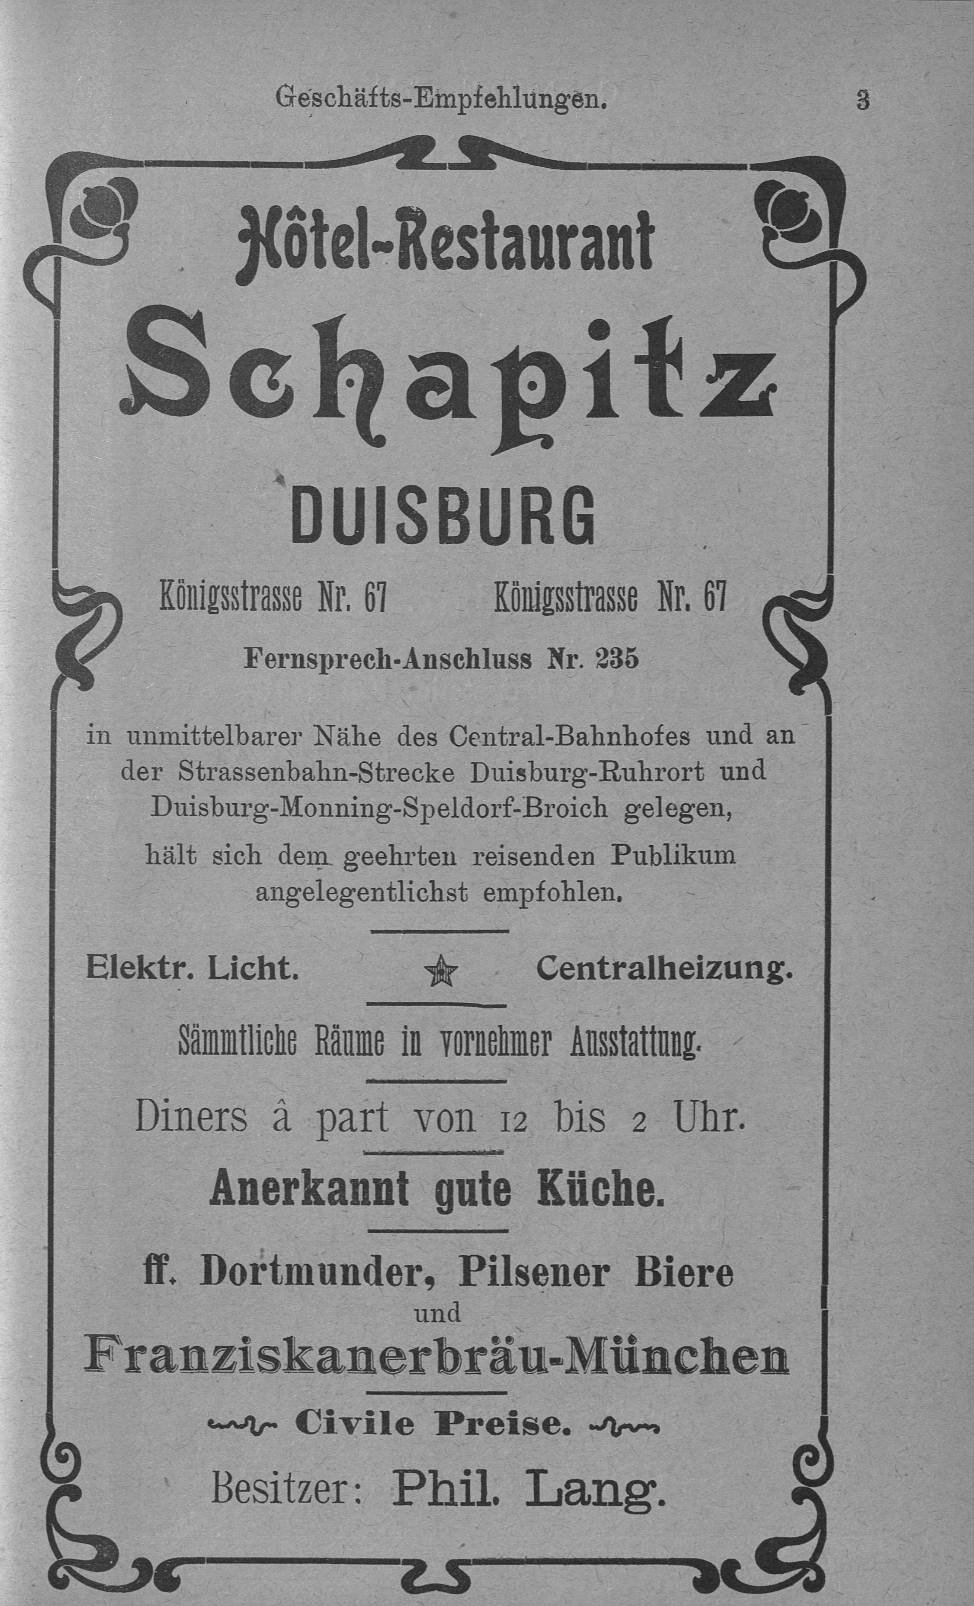 Geschäfts-Empfehlungen. 3
Hôtel-Restaurant
Schapitz
DUISBURG
Königsstrasse Nr. 67 Königsstrasse Nr. 67
Fernsprech-Anschluss Nr. 235
in unmittelbarer Nähe des Central-Bahnhofes und an
der Strassenbahn-Strecke Duisburg-Ruhrort und
Duisburg-Monning-Speldorf-Broich gelegen,
hält sich dem geehrten reisenden Publikum
angelegentlichst empfohlen.
Elektr. Licht. Centralheizung.
Sämmtliche Räume in vornehmer Ausstattung.
Diners â part von 12 bis 2 Uhr.
Anerkannt gute Küche.
ff. Dortmunder, Pilsener Biere
und
Franziskanerbräu-München
Civile Preise.
Besitzer: Phil. Lang.